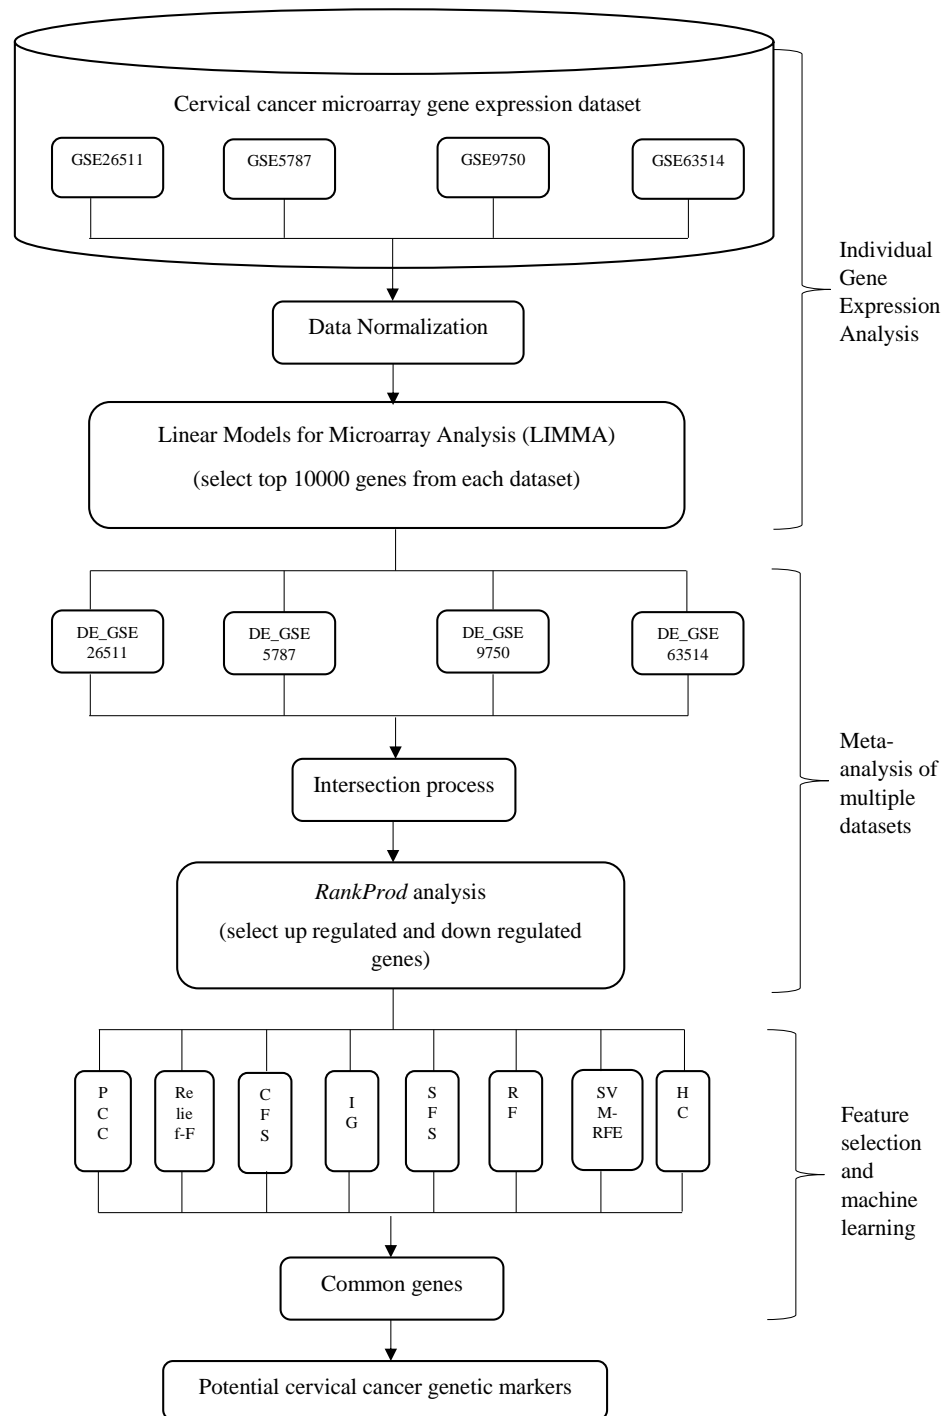 Cervical cancer microarray gene expression dataset
GSE26511
GSE5787
GSE9750
GSE63514
Individual
Gene
Expression
Analysis
Data Normalization
Linear Models for Microarray Analysis (LIMMA)
(select top 10000 genes from each dataset)
DE_GSE
26511
DE_GSE
5787
DE_GSE
9750
DE_GSE
63514
Meta-
analysis of
multiple
datasets
Intersection process
RankProd analysis
(select up regulated and down regulated
genes)
P
C
C
Re
lie
f-F
C
F
S
I
G
S
F
S
R
F
SV
M-
RFE
H
C
Feature
selection
and
machine
learning
Common genes
Potential cervical cancer genetic markers